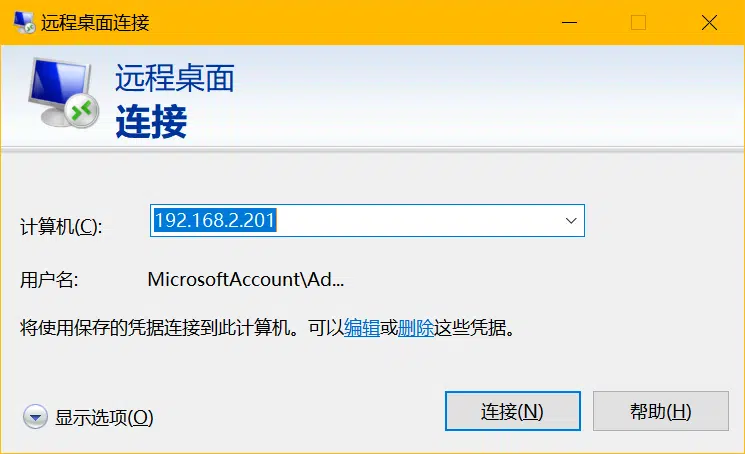 远程桌面连接
远程桌面
连接
计算机(C): 192.168.2.201
用户名: MicrosoftAccount\Ad...
将使用保存的凭据连接到此计算机。可以编辑或删除这些凭据。
显示选项(O) 连接(N) 帮助(H)